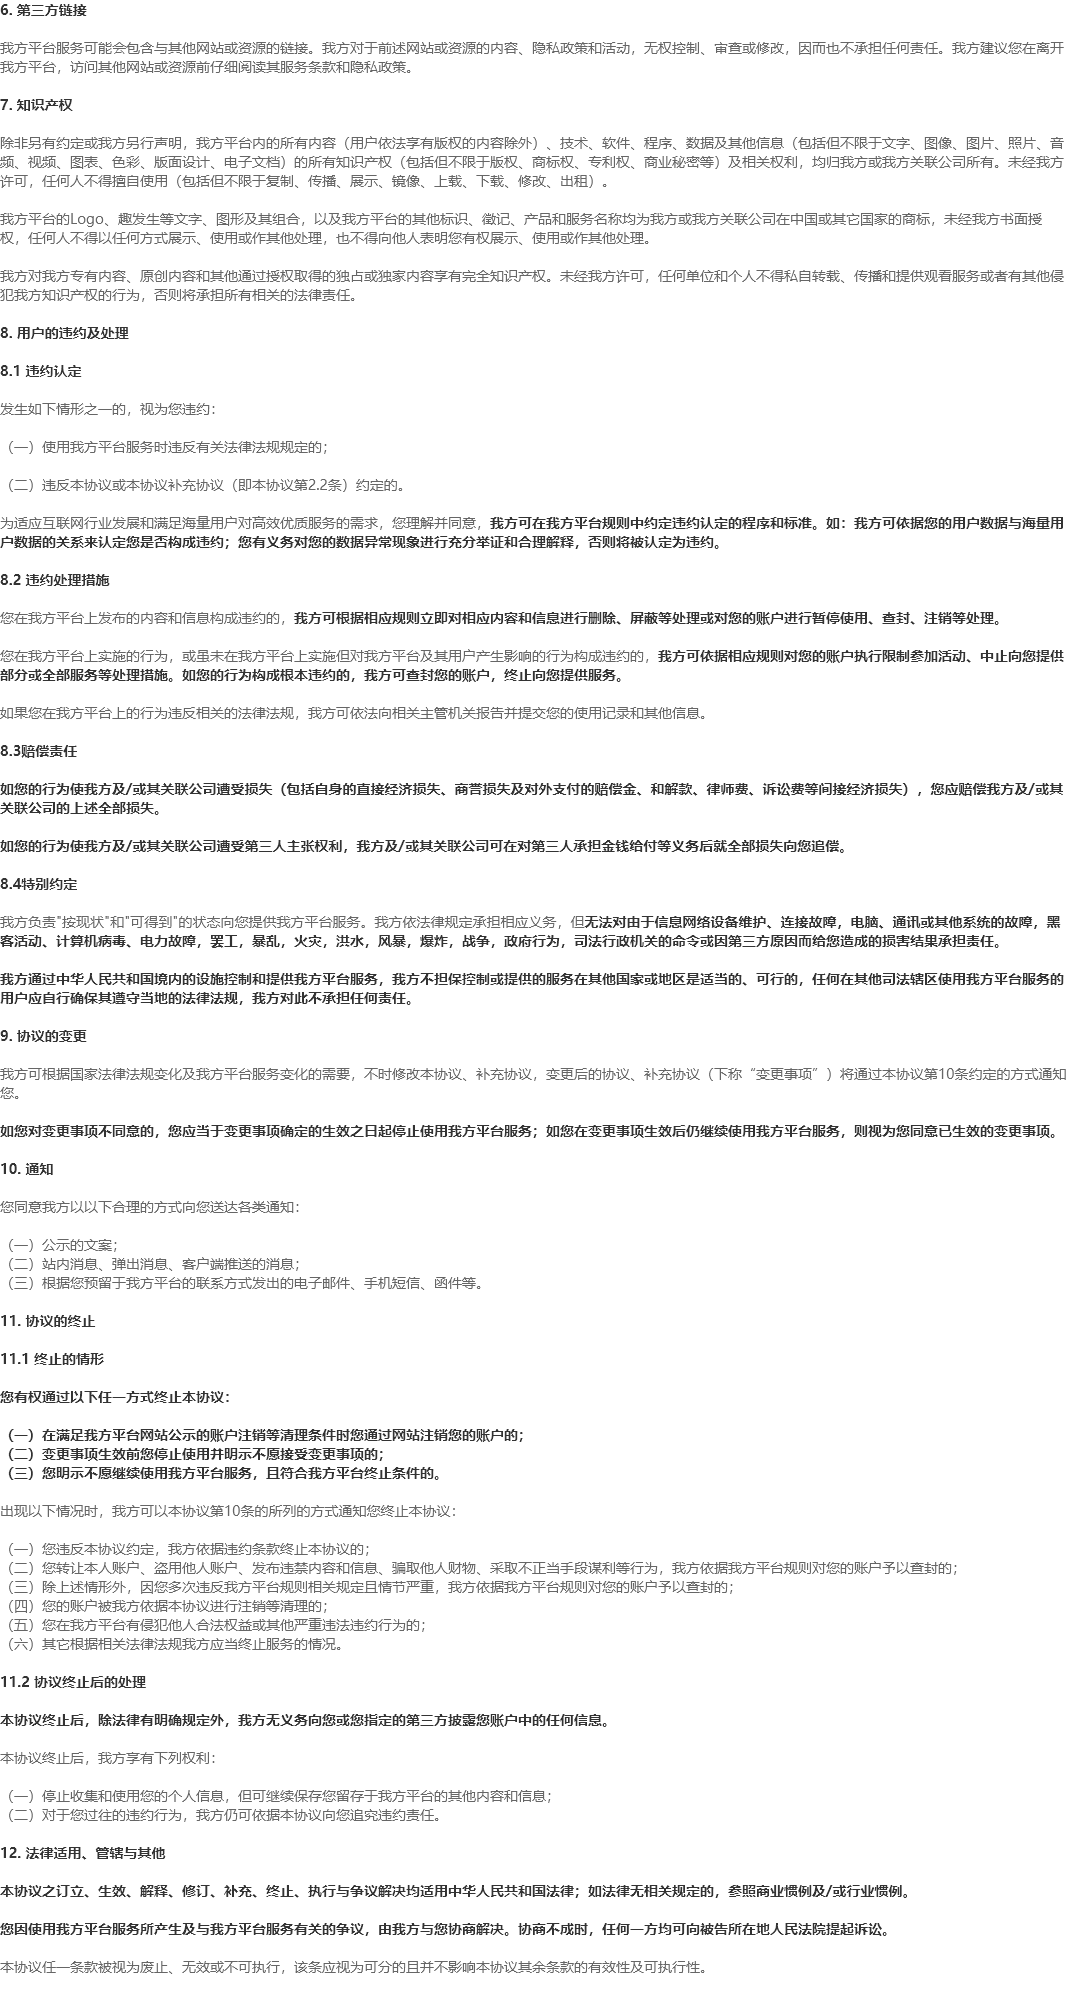 6. 第三方链接
我方平台服务可能会包含与其他网站或资源的链接。我方对于前述网站或资源的内容、隐私政策和活动，无权控制、审查或修改，因而也不承担任何责任。我方建议您在离开
我方平台，访问其他网站或资源前仔细阅读其服务条款和隐私政策。
7. 知识产权
除非另有约定或我方另行声明，我方平台内的所有内容（用户依法享有版权的内容除外）、技术、软件、程序、数据及其他信息（包括但不限于文字、图像、图片、照片、音
频、视频、图表、色彩、版面设计、电子文档）的所有知识产权（包括但不限于版权、商标权、专利权、商业秘密等）及相关权利，均归我方或我方关联公司所有。未经我方
许可，任何人不得擅自使用（包括但不限于复制、传播、展示、镜像、上载、下载、修改、出租）。
我方平台的Logo、趣发生等文字、图形及其组合，以及我方平台的其他标识、徵记、产品和服务名称均为我方或我方关联公司在中国或其它国家的商标，未经我方书面授
权，任何人不得以任何方式展示、使用或作其他处理，也不得向他人表明您有权展示、使用或作其他处理。
我方对我方专有内容、原创内容和其他通过授权取得的独占或独家内容享有完全知识产权。未经我方许可，任何单位和个人不得私自转载、传播和提供观看服务或者有其他侵
犯我方知识产权的行为，否则将承担所有相关的法律责任。
8. 用户的违约及处理
8.1 违约认定
发生如下情形之一的，视为您违约：
（一）使用我方平台服务时违反有关法律法规规定的；
（二）违反本协议或本协议补充协议（即本协议第2.2条）约定的。
为适应互联网行业发展和满足海量用户对高效优质服务的需求，您理解并同意，我方可在我方平台规则中约定违约认定的程序和标准。如：我方可依据您的用户数据与海量用
户数据的关系来认定您是否构成违约；您有义务对您的数据异常现象进行充分举证和合理解释，否则将被认定为违约。
8.2 违约处理措施
您在我方平台上发布的内容和信息构成违约的，我方可根据相应规则立即对相应内容和信息进行删除、屏蔽等处理或对您的账户进行暂停使用、查封、注销等处理。
您在我方平台上实施的行为，或虽未在我方平台上实施但对我方平台及其用户产生影响的行为构成违约的，我方可依据相应规则对您的账户执行限制参加活动、中止向您提供
部分或全部服务等处理措施。如您的行为构成根本违约的，我方可查封您的账户，终止向您提供服务。
如果您在我方平台上的行为违反相关的法律法规，我方可依法向相关主管机关报告并提交您的使用记录和其他信息。
8.3赔偿责任
如您的行为使我方及/或其关联公司遭受损失（包括自身的直接经济损失、商誉损失及对外支付的赔偿金、和解款、律师费、诉讼费等间接经济损失），您应赔偿我方及/或其
关联公司的上述全部损失。
如您的行为使我方及/或其关联公司遭受第三人主张权利，我方及/或其关联公司可在对第三人承担金钱给付等义务后就全部损失向您追偿。
8.4特别约定
我方负责"按现状"和"可得到"的状态向您提供我方平台服务。我方依法律规定承担相应义务，但无法对由于信息网络设备维护、连接故障，电脑、通讯或其他系统的故障，黑
客活动、计算机病毒、电力故障，罢工，暴乱，火灾，洪水，风暴，爆炸，战争，政府行为，司法行政机关的命令或因第三方原因而给您造成的损害结果承担责任。
我方通过中华人民共和国境内的设施控制和提供我方平台服务，我方不担保控制或提供的服务在其他国家或地区是适当的、可行的，任何在其他司法辖区使用我方平台服务的
用户应自行确保其遵守当地的法律法规，我方对此不承担任何责任。
9. 协议的变更
我方可根据国家法律法规变化及我方平台服务变化的需要，不时修改本协议、补充协议，变更后的协议、补充协议（下称“变更事项”）将通过本协议第10条约定的方式通知
您。
如您对变更事项不同意的，您应当于变更事项确定的生效之日起停止使用我方平台服务；如您在变更事项生效后仍继续使用我方平台服务，则视为您同意已生效的变更事项。
10. 通知
您同意我方以以下合理的方式向您送达各类通知：
（一）公示的文案；
（二）站内消息、弹出消息、客户端推送的消息；
（三）根据您预留于我方平台的联系方式发出的电子邮件、手机短信、函件等。
11. 协议的终止
11.1 终止的情形
您有权通过以下任一方式终止本协议：
（一）在满足我方平台网站公示的账户注销等清理条件时您通过网站注销您的账户的；
（二）变更事项生效前您停止使用并明示不愿接受变更事项的；
（三）您明示不愿继续使用我方平台服务，且符合我方平台终止条件的。
出现以下情况时，我方可以本协议第10条的所列的方式通知您终止本协议：
（一）您违反本协议约定，我方依据违约条款终止本协议的；
（二）您转让本人账户、盗用他人账户、发布违禁内容和信息、骗取他人财物、采取不正当手段谋利等行为，我方依据我方平台规则对您的账户予以查封的；
（三）除上述情形外，因您多次违反我方平台规则相关规定且情节严重，我方依据我方平台规则对您的账户予以查封的；
（四）您的账户被我方依据本协议进行注销等清理的；
（五）您在我方平台有侵犯他人合法权益或其他严重违法违约行为的；
（六）其它根据相关法律法规我方应当终止服务的情况。
11.2 协议终止后的处理
本协议终止后，除法律有明确规定外，我方无义务向您或您指定的第三方披露您账户中的任何信息。
本协议终止后，我方享有下列权利：
（一）停止收集和使用您的个人信息，但可继续保存您留存于我方平台的其他内容和信息；
（二）对于您过往的违约行为，我方仍可依据本协议向您追究违约责任。
12. 法律适用、管辖与其他
本协议之订立、生效、解释、修订、补充、终止、执行与争议解决均适用中华人民共和国法律；如法律无相关规定的，参照商业惯例及/或行业惯例。
您因使用我方平台服务所产生及与我方平台服务有关的争议，由我方与您协商解决。协商不成时，任何一方均可向被告所在地人民法院提起诉讼。
本协议任一条款被视为废止、无效或不可执行，该条应视为可分的且并不影响本协议其余条款的有效性及可执行性。